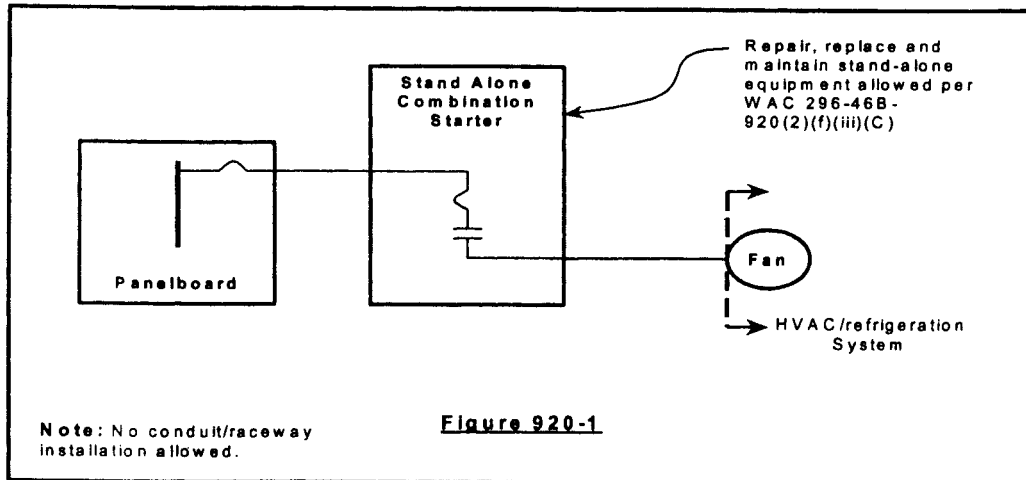 Repair, replace and
maintain stand-alone
equipment allowed per
WAC 296-46B-
920(2)(f)(iii)(C)
Stand Alone
Combination
Starter
Panelboard
Fan
HVAC/refrigeration
System
Figure 920-1
Note: No conduit/raceway
installation allowed.